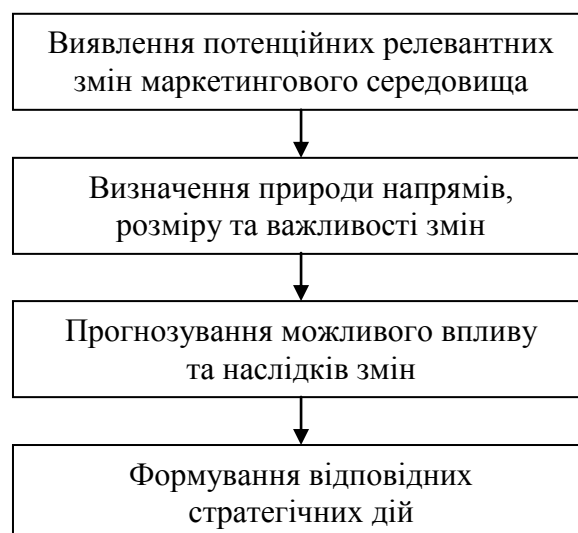 Виявлення потенційних релевантних
змін маркетингового середовища
Визначення природи напрямів,
розміру та важливості змін
Прогнозування можливого впливу
та наслідків змін
Формування відповідних
стратегічних дій